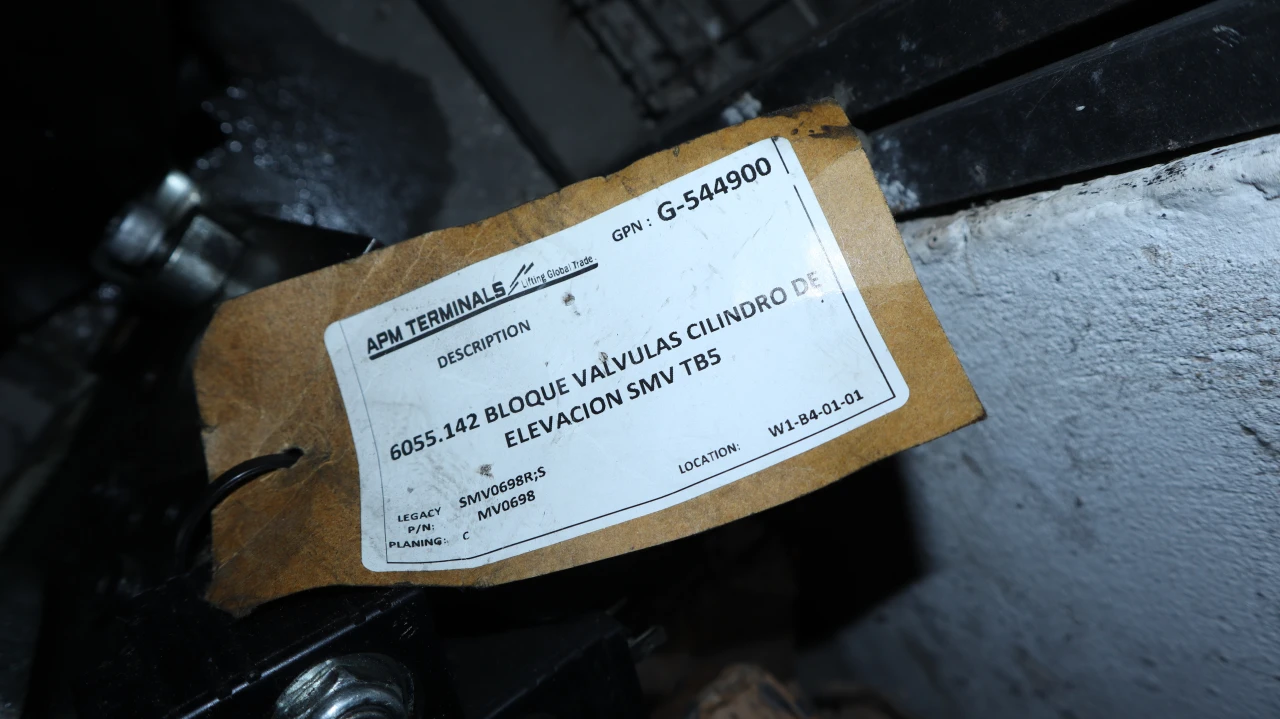 GPN : G-544900
APM TERMINALS Lifting Global Trade.
DESCRIPTION
6055.142 BLOQUE VALVULAS CILINDRO DE
ELEVACION SMV TB5
LEGACY P/N: SMV0698R;S
MV0698
PLANING: C
LOCATION: W1-B4-01-01